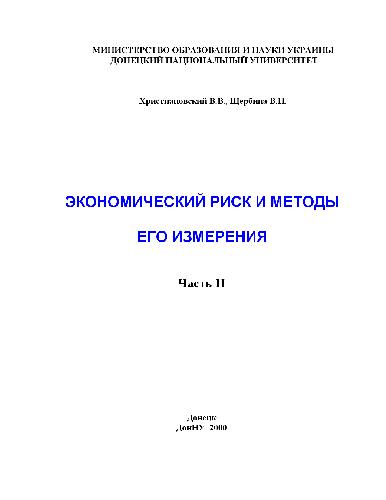 МИНИСТЕРСТВО ОБРАЗОВАНИЯ И НАУКИ УКРАИНЫ
ДОНЕЦКИЙ НАЦИОНАЛЬНЫЙ УНИВЕРСИТЕТ
Христиановский В.В., Щербина В.П.
ЭКОНОМИЧЕСКИЙ РИСК И МЕТОДЫ
ЕГО ИЗМЕРЕНИЯ
Часть II
Донецк
ДонНУ 2000